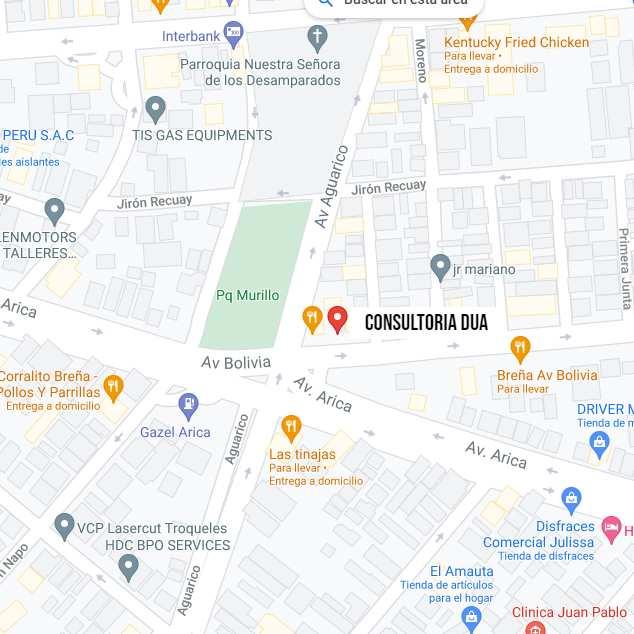 Buscar en esta área
Interbank
Kentucky Fried Chicken
Para llevar •
Entrega a domicilio
Moreno
Parroquia Nuestra Señora
de los Desamparados
TIS GAS EQUIPMENTS
PERU S.A.C
de
les aislantes
Av Aguarico
Jirón Recuay
Jirón Recuay
ay
LENMOTORS
TALLERES...
Primera Junta
jr mariano
Pq Murillo
Arica
CONSULTORIA DUA
Av Bolivia
Corralito Breña -
Pollos Y Parrillas
Entrega a domicilio
Av. Arica
Breña Av Bolivia
Para llevar
DRIVER M
Tienda de m
Gazel Arica
Aguarico
Las tinajas
Para llevar •
Entrega a domicilio
Av. Arica
VCP Lasercut Troqueles
HDC BPO SERVICES
n Napo
Disfraces
Comercial Julissa
Tienda de disfraces
H
Aguarico
El Amauta
Tienda de artículos
para el hogar
Clinica Juan Pablo